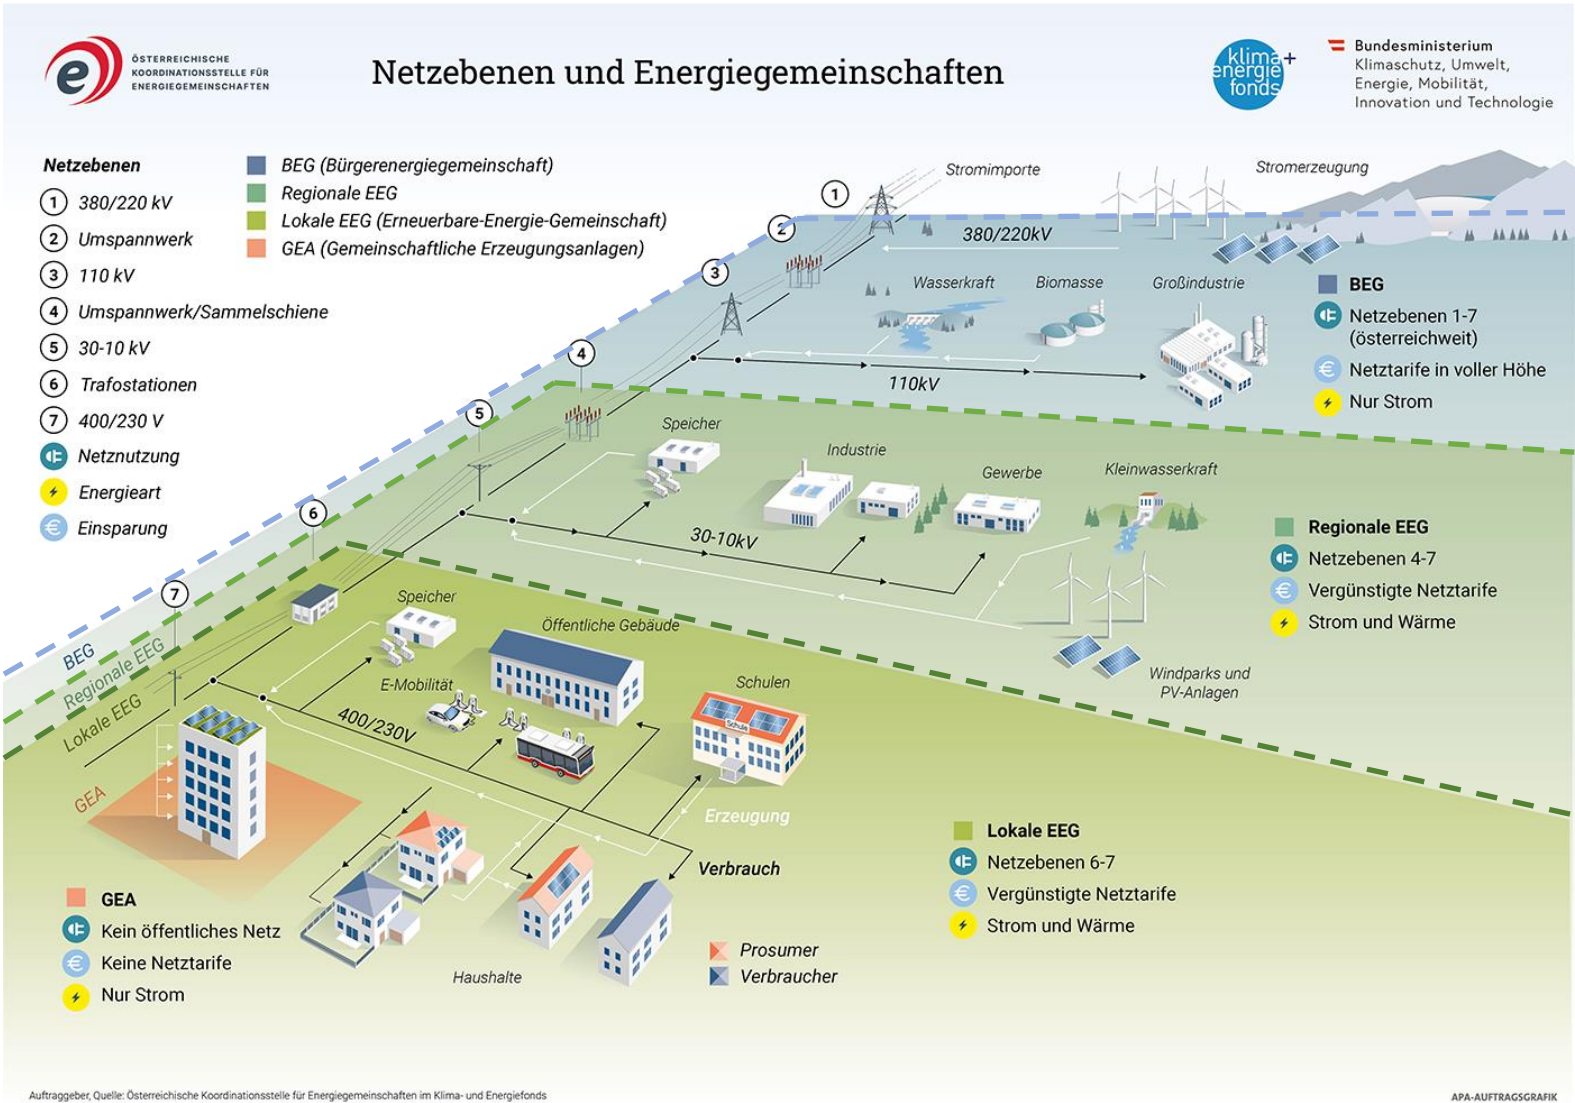 ÖSTERREICHISCHE
KOORDINATIONSSTELLE FÜR
ENERGIEGEMEINSCHAFTEN
Netzebenen und Energiegemeinschaften
klima+
energie
fonds
Bundesministerium
Klimaschutz, Umwelt,
Energie, Mobilität,
Innovation und Technologie
Netzebenen
1 380/220 kV
2 Umspannwerk
3 110 kV
4 Umspannwerk/Sammelschiene
5 30-10 kV
6 Trafostationen
7 400/230 V
Netznutzung
Energieart
€ Einsparung
BEG (Bürgerenergiegemeinschaft)
Regionale EEG
Lokale EEG (Erneuerbare-Energie-Gemeinschaft)
GEA (Gemeinschaftliche Erzeugungsanlagen)
1
Stromimporte
Stromerzeugung
2
380/220kV
3
Wasserkraft
Biomasse
Großindustrie
BEG
Netzebenen 1-7
(österreichweit)
€ Netztarife in voller Höhe
Nur Strom
110kV
4
5
Speicher
Industrie
Gewerbe
Kleinwasserkraft
30-10kV
Regionale EEG
Netzebenen 4-7
€ Vergünstigte Netztarife
Strom und Wärme
Windparks und
PV-Anlagen
6
7
BEG
Regionale EEG
Lokale EEG
Speicher
Öffentliche Gebäude
E-Mobilität
Schulen
Schule
400/230V
GEA
Erzeugung
Verbrauch
Lokale EEG
Netzebenen 6-7
€ Vergünstigte Netztarife
Strom und Wärme
GEA
Kein öffentliches Netz
€ Keine Netztarife
Nur Strom
Haushalte
Prosumer
Verbraucher
Auftraggeber, Quelle: Österreichische Koordinationsstelle für Energiegemeinschaften im Klima- und Energiefonds
APA-AUFTRAGSGRAFIK